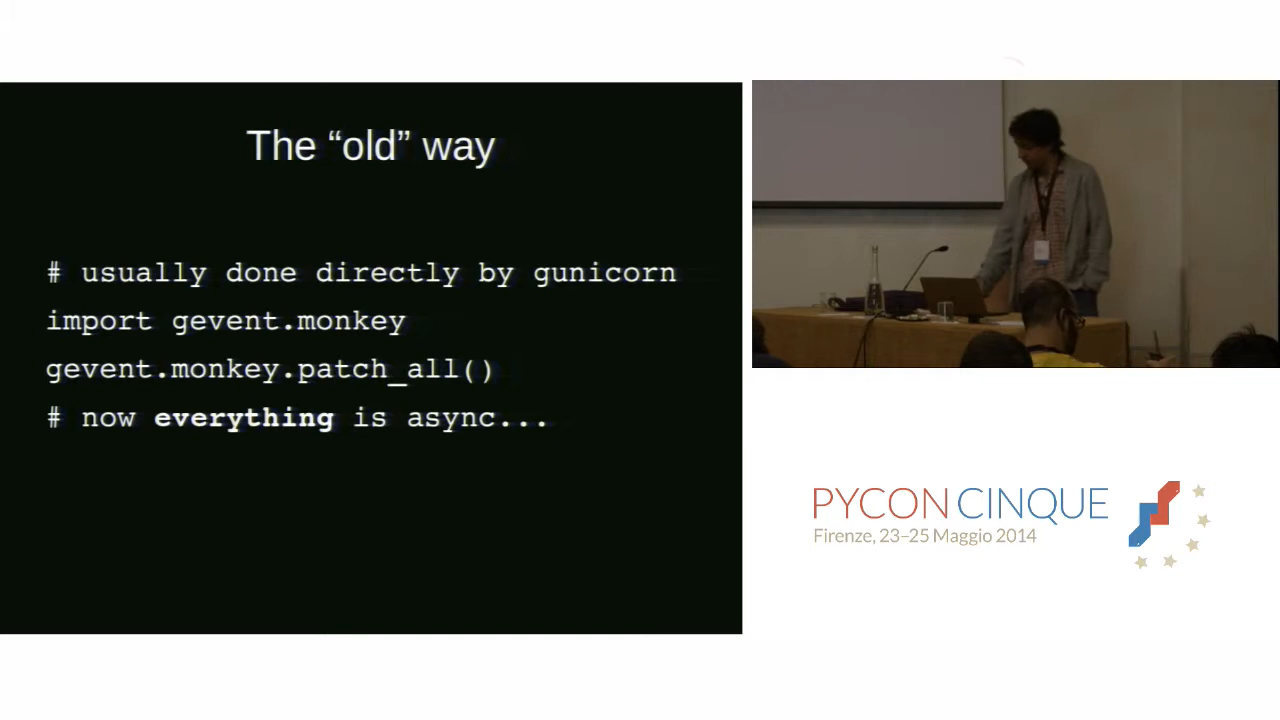 The “old” way
# usually done directly by gunicorn
import gevent.monkey
gevent.monkey.patch_all()
# now everything is async...
PYCON CINQUE
Firenze, 23–25 Maggio 2014